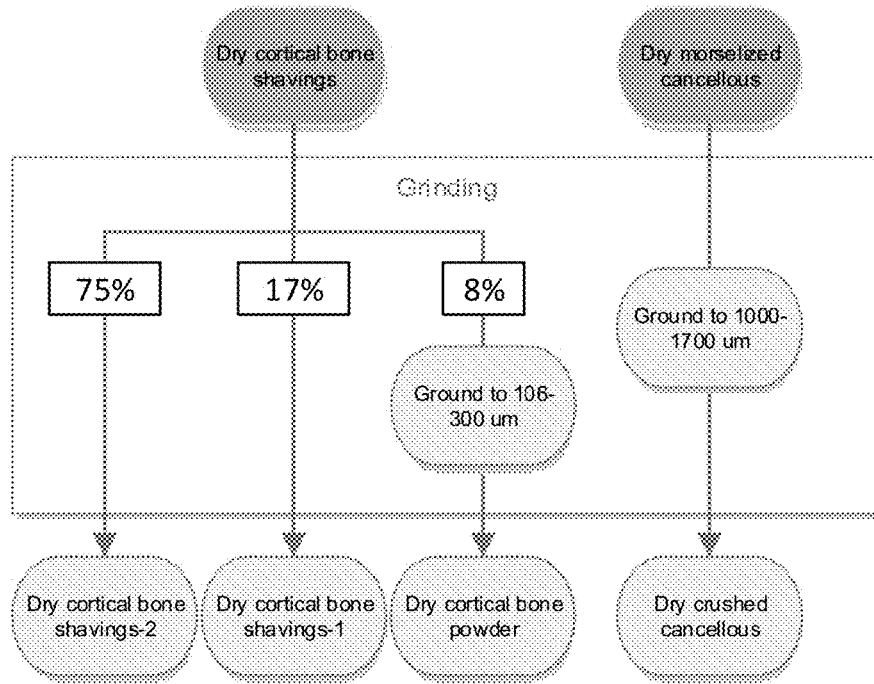 Dry cortical bone
shavings
Dry morselized
cancellous
Grinding
75%
17%
8%
Ground to 1000-
1700 um
Ground to 106-
300 um
Dry cortical bone
shavings-2
Dry cortical bone
shavings-1
Dry cortical bone
powder
Dry crushed
cancellous